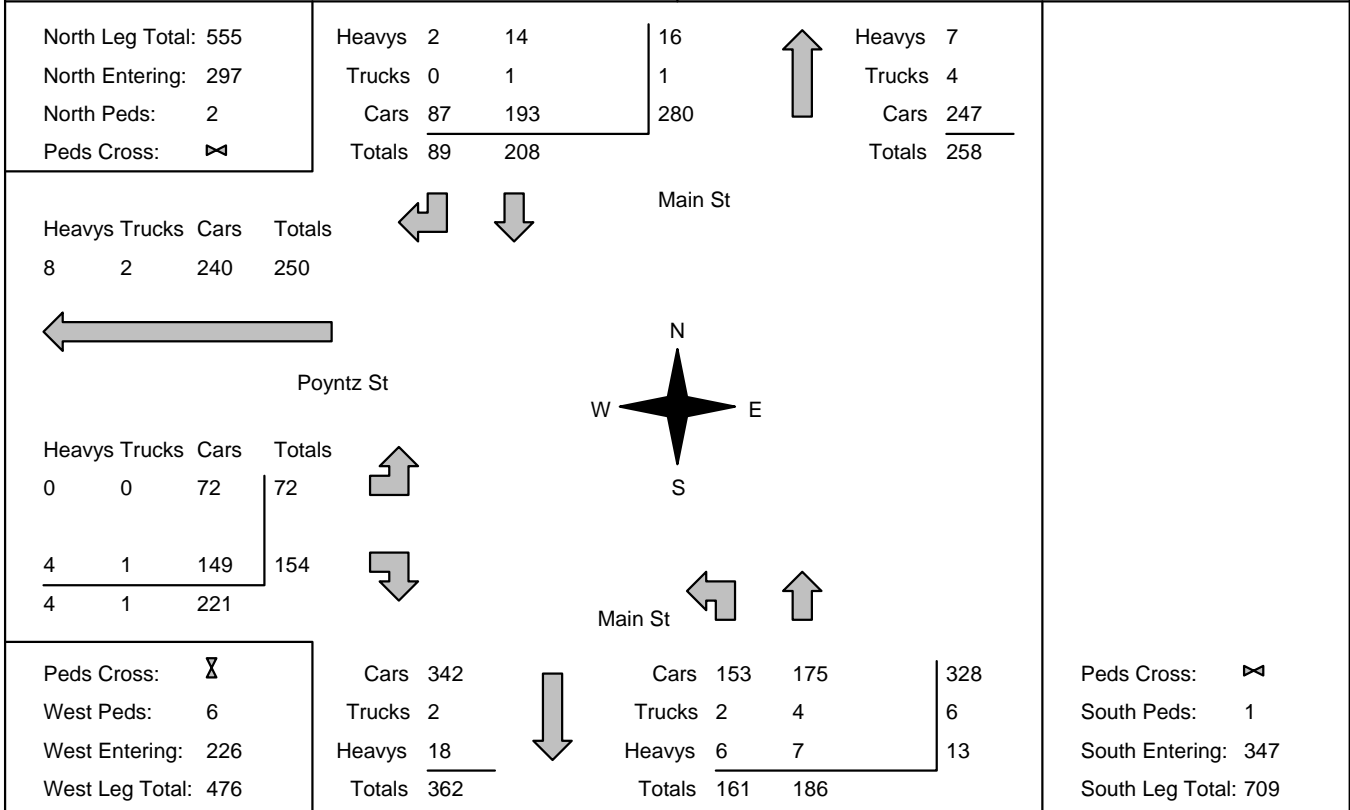 North Leg Total: 555
North Entering: 297
North Peds: 2
Peds Cross:
Heavys 2 14 16
Trucks 0 1 1
Cars 87 193 280
Totals 89 208
Heavys 7
Trucks 4
Cars 247
Totals 258
Main St
Heavys Trucks Cars Totals
8 2 240 250
Poyntz St
N
W E
S
Heavys Trucks Cars Totals
0 0 72 72
4 1 149 154
4 1 221
Main St
Peds Cross:
West Peds: 6
West Entering: 226
West Leg Total: 476
Cars 342
Trucks 2
Heavys 18
Totals 362
Cars 153 175 328
Trucks 2 4 6
Heavys 6 7 13
Totals 161 186
Peds Cross:
South Peds: 1
South Entering: 347
South Leg Total: 709